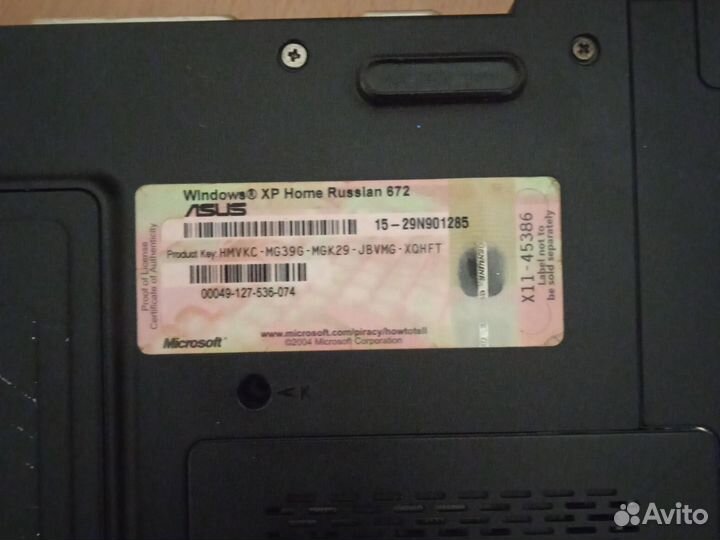 Windows® XP Home Russian 672
ASUS
15-29N901285
Product Key: HMVKC-MG39G-MGK29-JBVMG-XQHFT
00049-127-536-074
www.microsoft.com/piracy/howtotell
Microsoft®
©2004 Microsoft Corporation
Proof of License
Certificate of Authenticity
X11-45386
Label not to
be sold separately
A
K
Avito